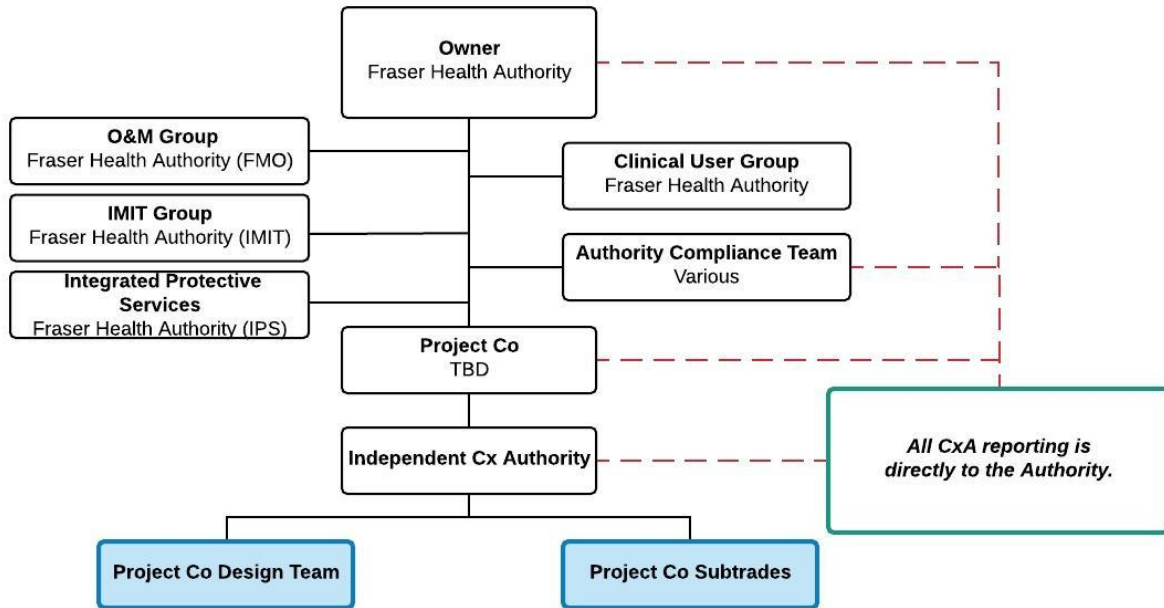 Owner
Fraser Health Authority
O&M Group
Fraser Health Authority (FMO)
Clinical User Group
Fraser Health Authority
IMIT Group
Fraser Health Authority (IMIT)
Authority Compliance Team
Various
Integrated Protective
Services
Fraser Health Authority (IPS)
Project Co
TBD
Independent Cx Authority
All CxA reporting is
directly to the Authority.
Project Co Design Team
Project Co Subtrades